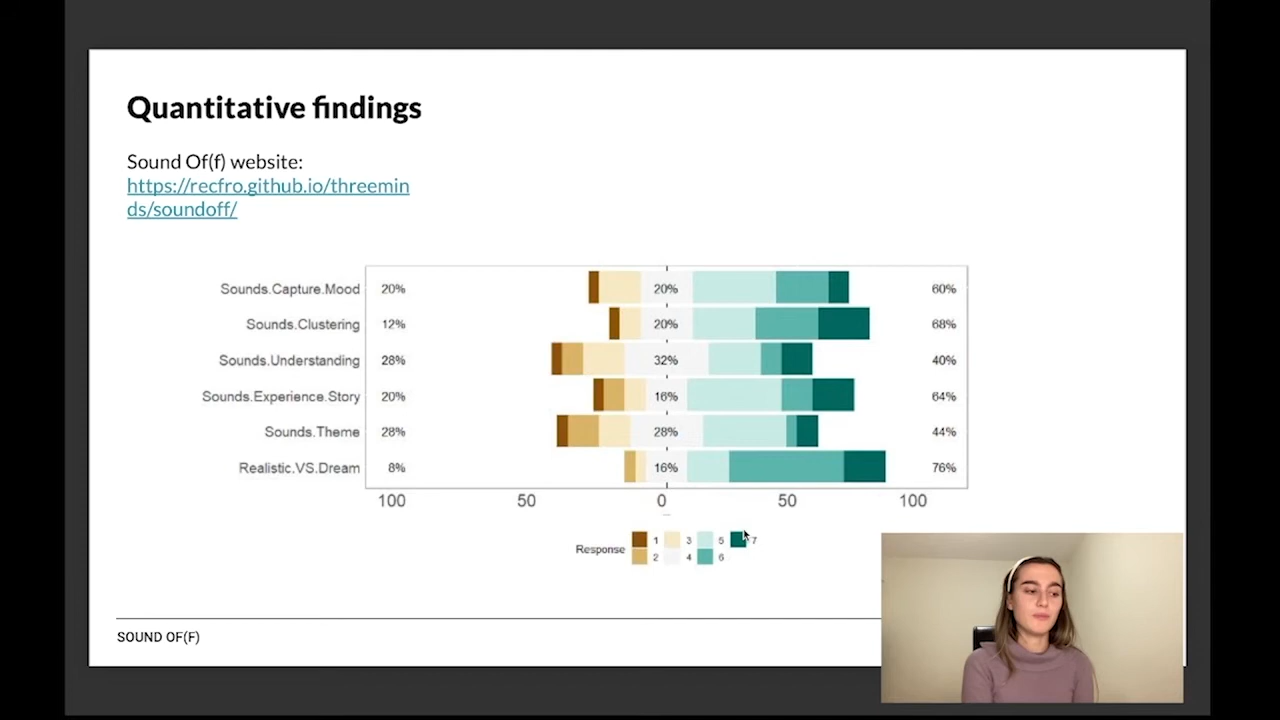 Quantitative findings
Sound Of(f) website:
https://recfro.github.io/threemin
ds/soundoff/
Sounds.Capture.Mood 20% 20% 60%
Sounds.Clustering 12% 20% 68%
Sounds.Understanding 28% 32% 40%
Sounds.Experience.Story 20% 16% 64%
Sounds.Theme 28% 28% 44%
Realistic.VS.Dream 8% 16% 76%
100 50 0 50 100
Response 1 3 5 7
2 4 6
SOUND OF(F)